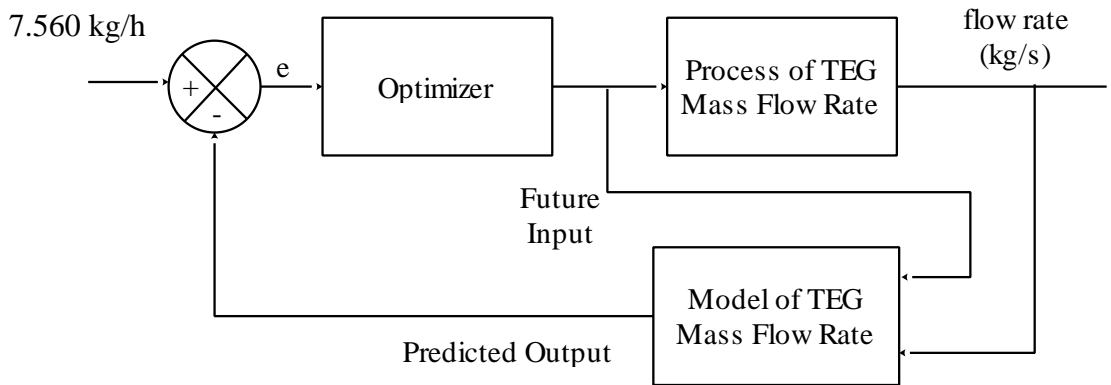 7.560 kg/h
+
-
e
Optimizer
Process of TEG
Mass Flow Rate
flow rate
(kg/s)
Future
Input
Model of TEG
Mass Flow Rate
Predicted Output